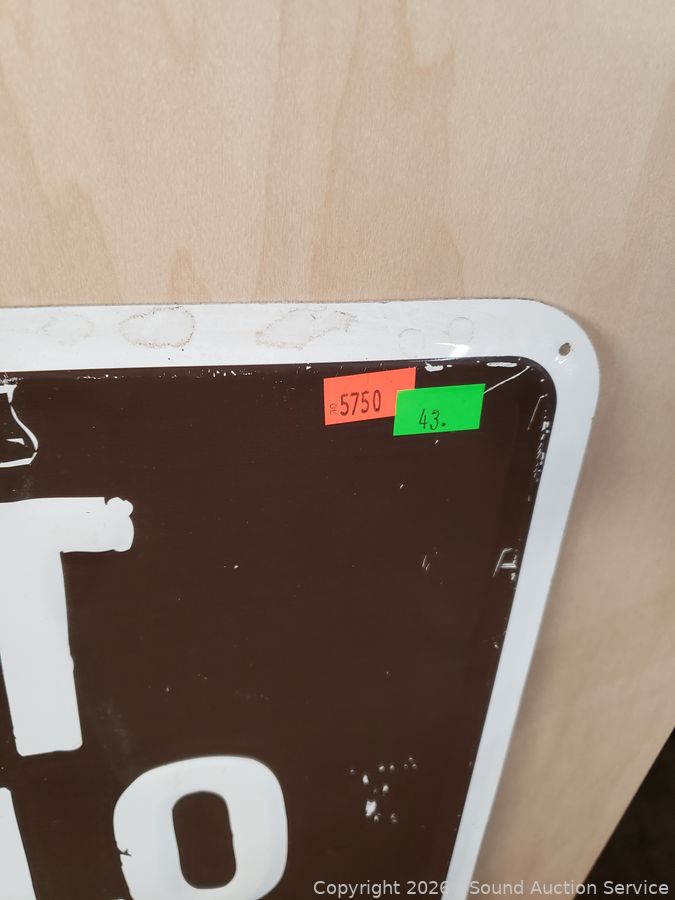 5750
43.
T
O
Copyright 2026 Sound Auction Service